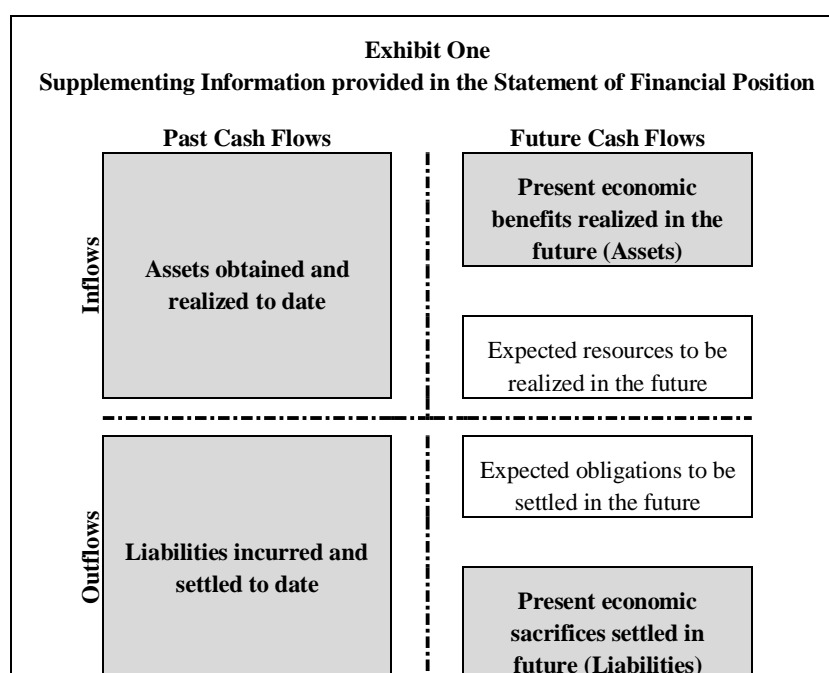 Exhibit One
Supplementing Information provided in the Statement of Financial Position
Past Cash Flows
Future Cash Flows
Inflows
Assets obtained and
realized to date
Present economic
benefits realized in the
future (Assets)
Expected resources to be
realized in the future
Outflows
Liabilities incurred and
settled to date
Expected obligations to be
settled in the future
Present economic
sacrifices settled in
future (Liabilities)